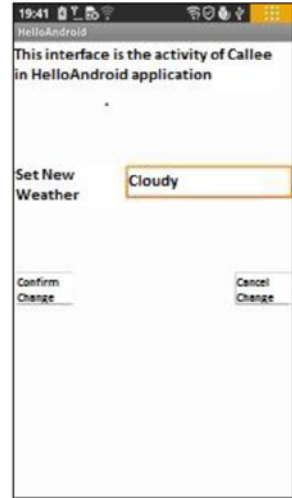 19:41
HelloAndroid
This interface is the activity of Callee
in HelloAndroid application
Set New
Weather
Cloudy
Confirm
Change
Cancel
Change